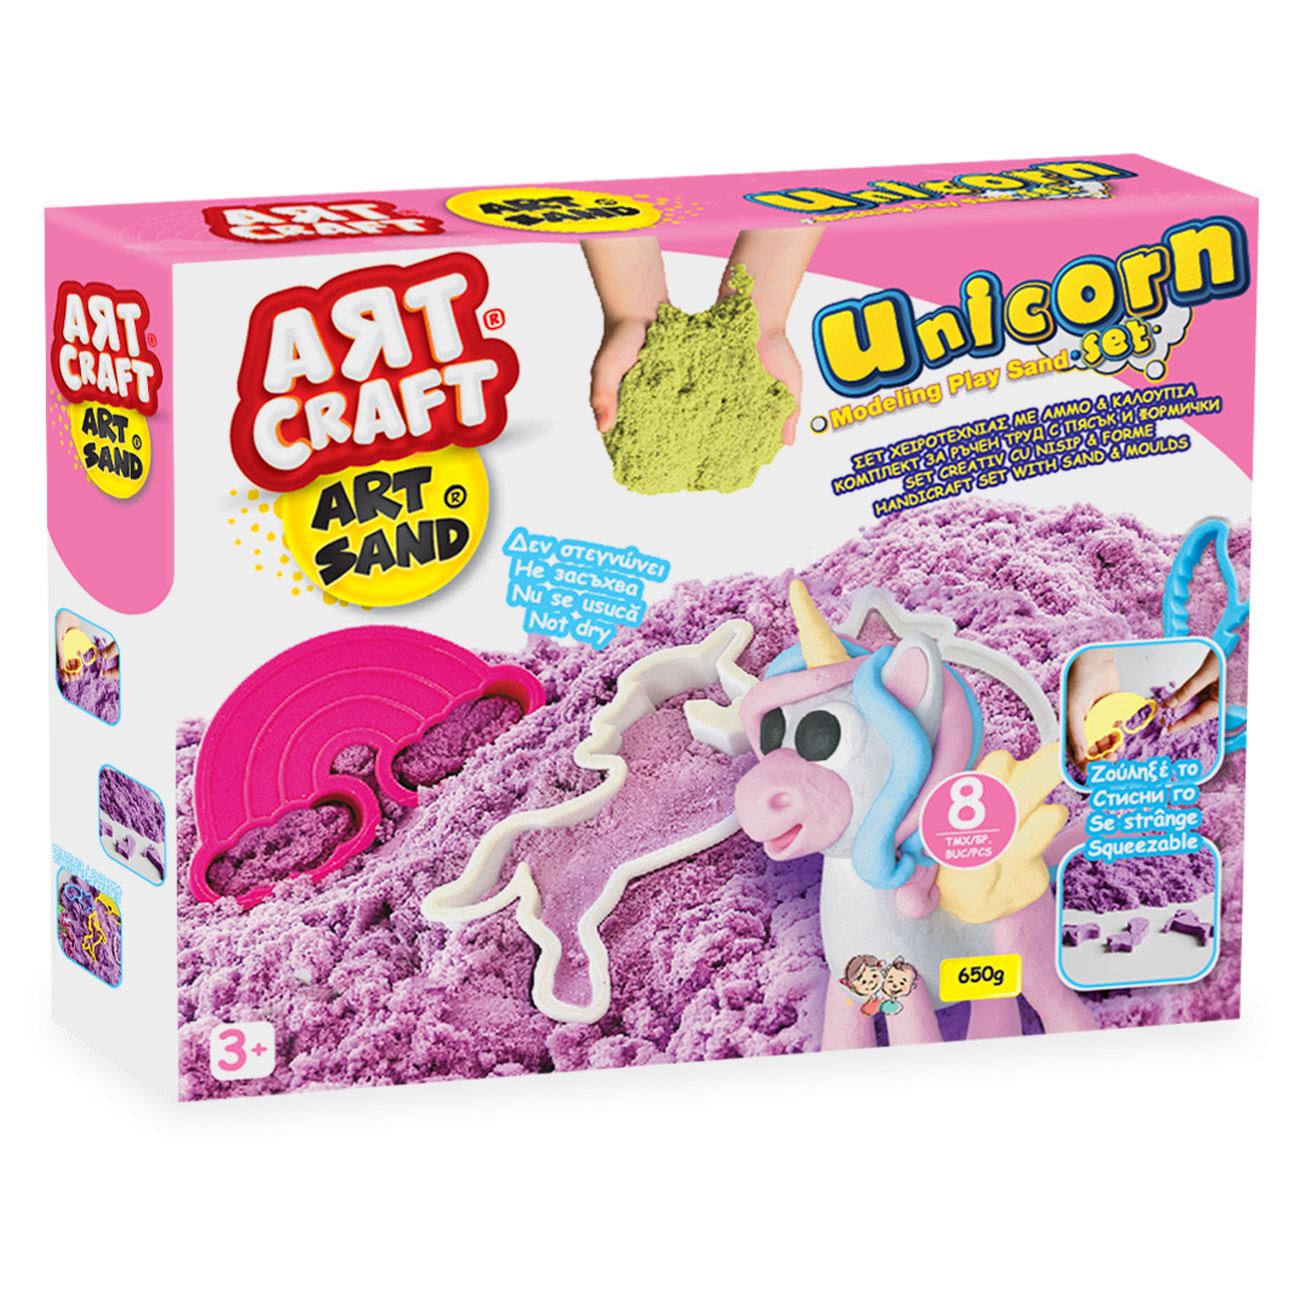 ART
CRAFT®
ART
SAND
Unicorn
ART
CRAFT®
ART
SAND®
ART
CRAFT®
ART
SAND®
Unicorn
Modeling Play Sand set
ΣΕΤ ΧΕΙΡΟΤΕΧΝΙΑΣ ΜΕ ΑΜΜΟ & ΚΑΛΟΥΠΙΑ
КОМПЛЕКТ ЗА РЪЧЕН ТРУД С ПЯСЪК И ФОРМИЧКИ
SET CREATIV CU NISIP & FORME
HANDICRAFT SET WITH SAND & MOULDS
Δεν στεγνώνει
Не засъхва
Nu se usucă
Not dry
Ζούληξέ το
Стисни го
Se strânge
Squeezable
8
ΤΜΧ/БР.
BUC/PCS
650g
3+